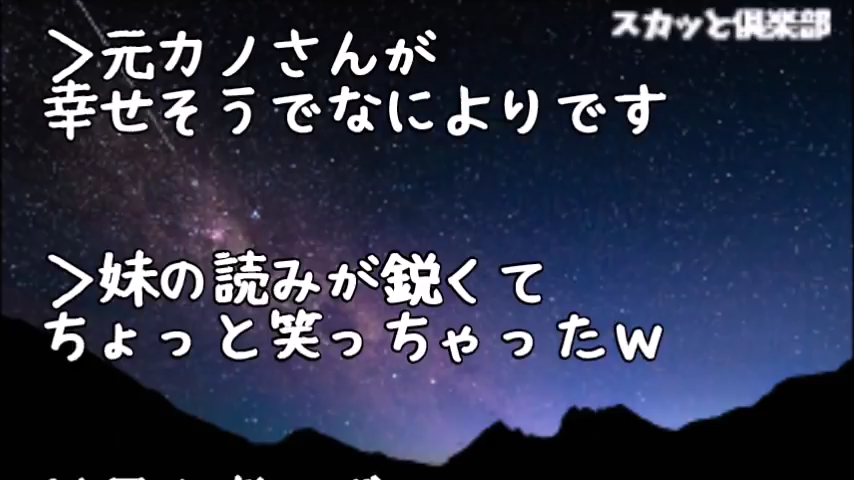 スカッと倶楽部
＞元カノさんが
幸せそうでなによりです
＞妹の読みが鋭くて
ちょっと笑っちゃったｗ